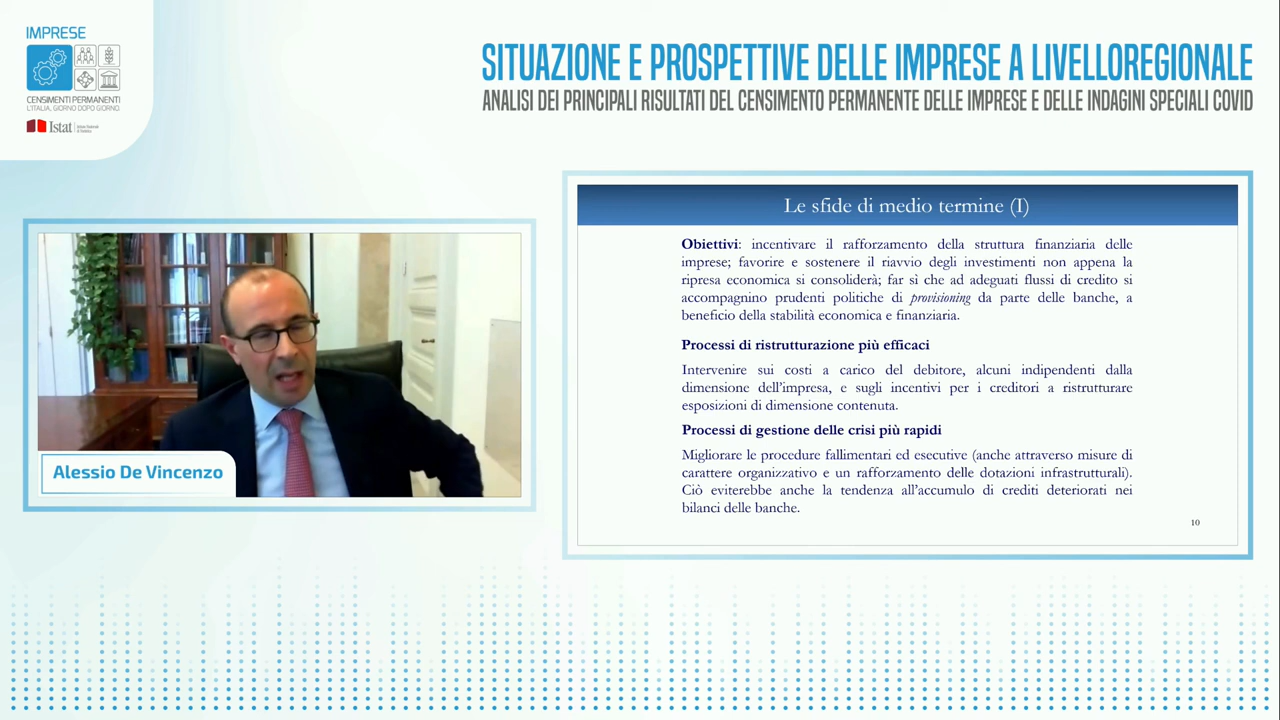 IMPRESE
CENSIMENTI PERMANENTI
L'ITALIA, GIORNO DOPO GIORNO.
Istat
SITUAZIONE E PROSPETTIVE DELLE IMPRESE A LIVELLOREGIONALE
ANALISI DEI PRINCIPALI RISULTATI DEL CENSIMENTO PERMANENTE DELLE IMPRESE E DELLE INDAGINI SPECIALI COVID
Alessio De Vincenzo
Le sfide di medio termine (I)
Obiettivi: incentivare il rafforzamento della struttura finanziaria delle
imprese; favorire e sostenere il riavvio degli investimenti non appena la
ripresa economica si consoliderà; far sì che ad adeguati flussi di credito si
accompagnino prudenti politiche di provisioning da parte delle banche, a
beneficio della stabilità economica e finanziaria.
Processi di ristrutturazione più efficaci
Intervenire sui costi a carico del debitore, alcuni indipendenti dalla
dimensione dell'impresa, e sugli incentivi per i creditori a ristrutturare
esposizioni di dimensione contenuta.
Processi di gestione delle crisi più rapidi
Migliorare le procedure fallimentari ed esecutive (anche attraverso misure di
carattere organizzativo e un rafforzamento delle dotazioni infrastrutturali).
Ciò eviterebbe anche la tendenza all'accumulo di crediti deteriorati nei
bilanci delle banche.
10